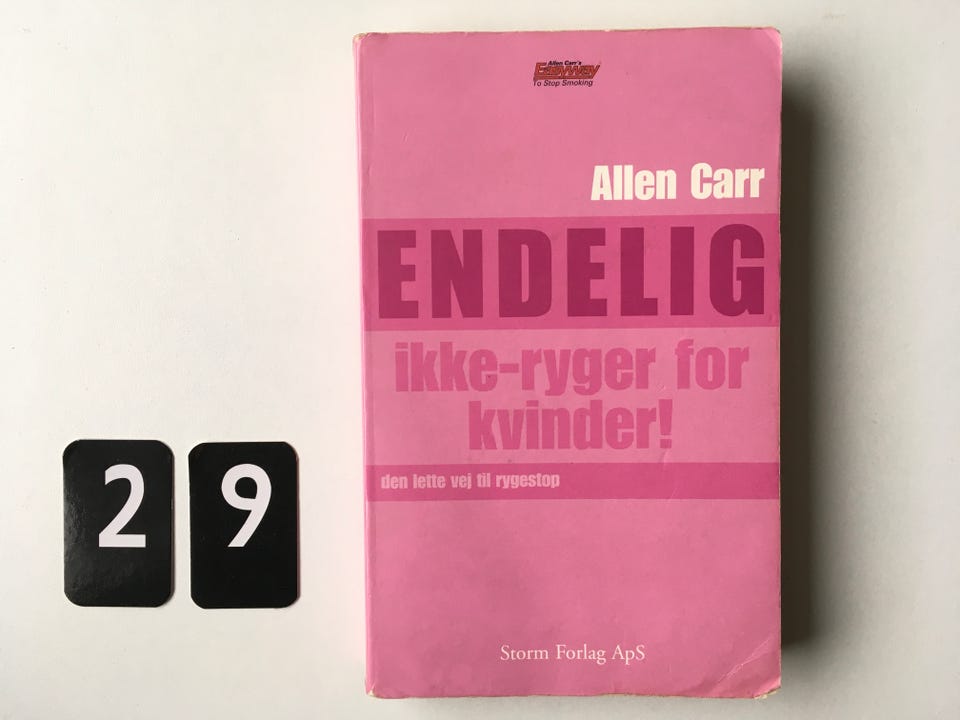 Allen Carr's
Easyway
To Stop Smoking
Allen Carr
ENDELIG
ikke-ryger for
kvinder!
den lette vej til rygestop
Storm Forlag ApS
2 9